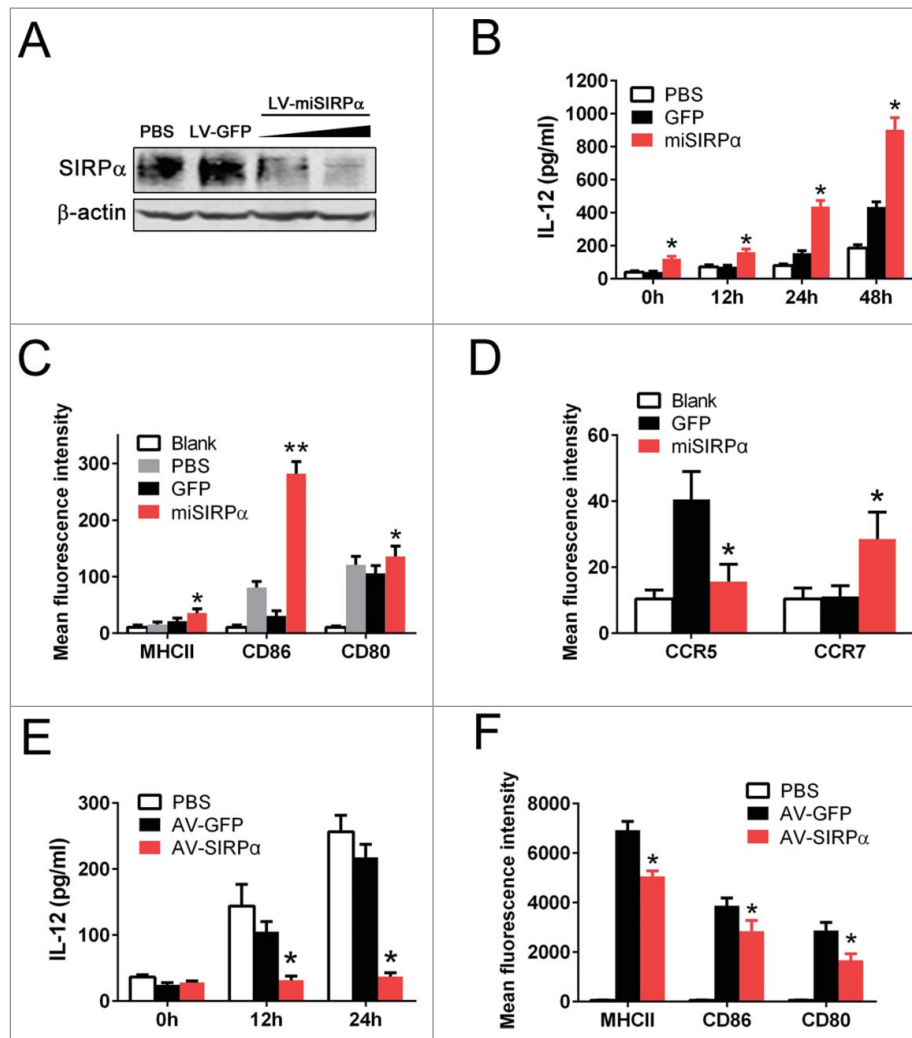 A
LV-miSIRPα
PBS LV-GFP
SIRPα
β-actin
B
IL-12 (pg/ml)
1200
1000
800
600
400
200
0
PBS
GFP
miSIRPα
* * * *
0h 12h 24h 48h
C
Mean fluorescence intensity
300
200
100
0
Blank
PBS
GFP
miSIRPα
* ** *
MHCII CD86 CD80
D
Mean fluorescence intensity
60
40
20
0
Blank
GFP
miSIRPα
* *
CCR5 CCR7
E
IL-12 (pg/ml)
300
200
100
0
PBS
AV-GFP
AV-SIRPα
* *
0h 12h 24h
F
Mean fluorescence intensity
8000
6000
4000
2000
0
PBS
AV-GFP
AV-SIRPα
* * *
MHCII CD86 CD80